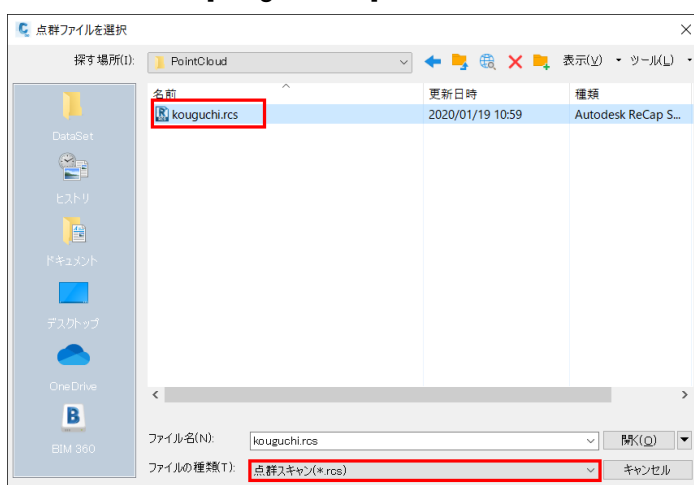 点群ファイルを選択
探す場所(I):
PointCloud
表示(V)
ツール(L)
名前
更新日時
種類
kouguchi.rcs
2020/01/19 10:59
Autodesk ReCap S...
DataSet
ヒストリ
ドキュメント
デスクトップ
OneDrive
BIM 360
ファイル名(N):
kouguchi.rcs
開く(O)
ファイルの種類(T):
点群スキャン(*.rcs)
キャンセル